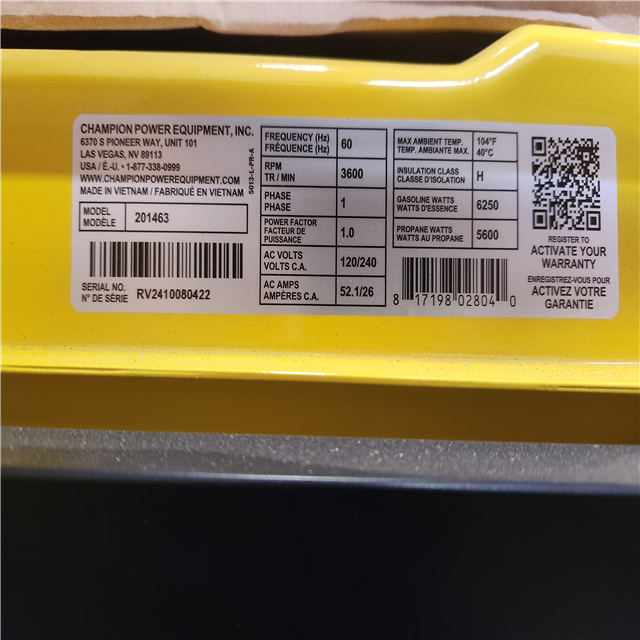 CHAMPION POWER EQUIPMENT, INC.
6370 S PIONEER WAY, UNIT 101
LAS VEGAS, NV 89113
USA / É.-U. • 1-877-338-0999
WWW.CHAMPIONPOWEREQUIPMENT.COM
MADE IN VIETNAM / FABRIQUÉ EN VIETNAM
MODEL
MODÈLE
201463
SERIAL NO.
N° DE SÉRIE
RV2410080422
5019-L-PR-A
FREQUENCY (Hz)
FRÉQUENCE (Hz)
60
RPM
TR / MIN
3600
PHASE
PHASE
1
POWER FACTOR
FACTEUR DE
PUISSANCE
1.0
AC VOLTS
VOLTS C.A.
120/240
AC AMPS
AMPÈRES C.A.
52.1/26
MAX AMBIENT TEMP.
TEMP. AMBIANTE MAX.
104°F
40°C
INSULATION CLASS
CLASSE D'ISOLATION
H
GASOLINE WATTS
WATTS D'ESSENCE
6250
PROPANE WATTS
WATTS AU PROPANE
5600
8 17198 02804 0
REGISTER TO
ACTIVATE YOUR
WARRANTY
ENREGISTREZ-VOUS POUR
ACTIVEZ VOTRE
GARANTIE